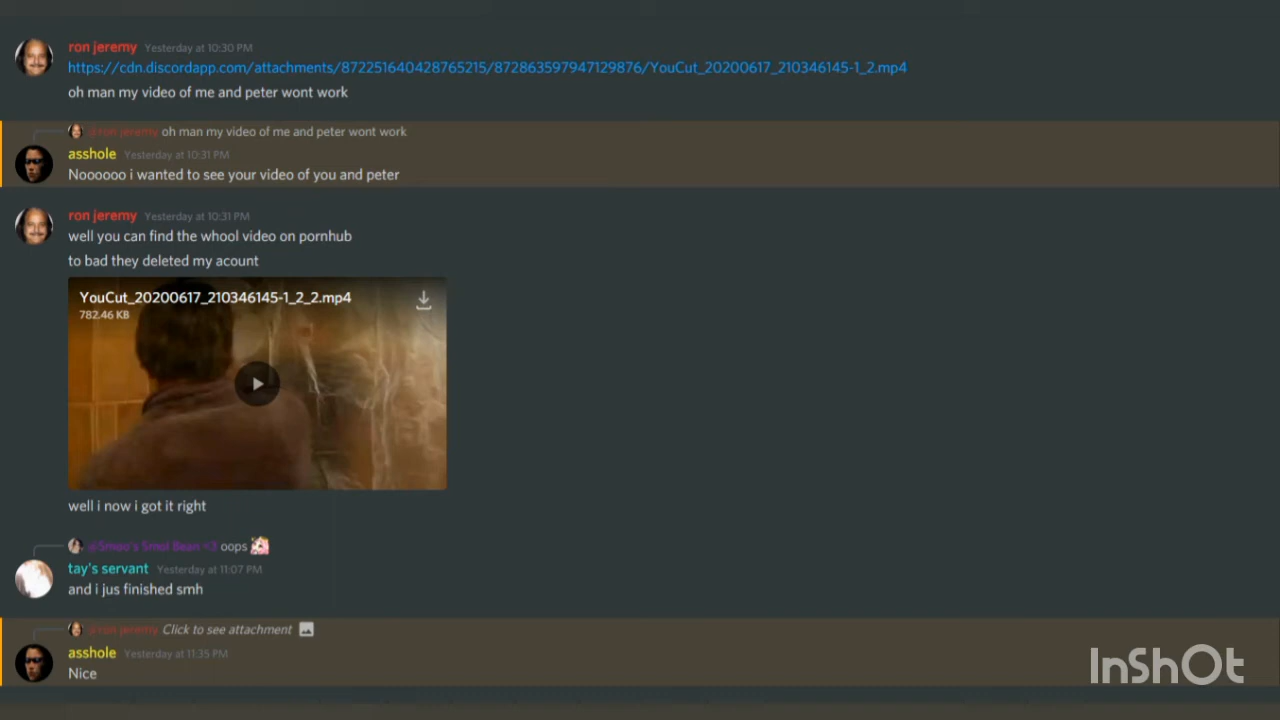 ron jeremy Yesterday at 10:30 PM
https://cdn.discordapp.com/attachments/872251640428765215/872863597947129876/YouCut_20200617_210346145-1_2.mp4
oh man my video of me and peter wont work
@ron jeremy oh man my video of me and peter wont work
asshole Yesterday at 10:31 PM
Noooooo i wanted to see your video of you and peter
ron jeremy Yesterday at 10:31 PM
well you can find the whool video on pornhub
to bad they deleted my acount
YouCut_20200617_210346145-1_2_2.mp4
782.46 KB
well i now i got it right
@Smoo's Smol Bean <3 oops
tay's servant Yesterday at 11:07 PM
and i jus finished smh
@ron jeremy Click to see attachment
asshole Yesterday at 11:35 PM
Nice
InShOt